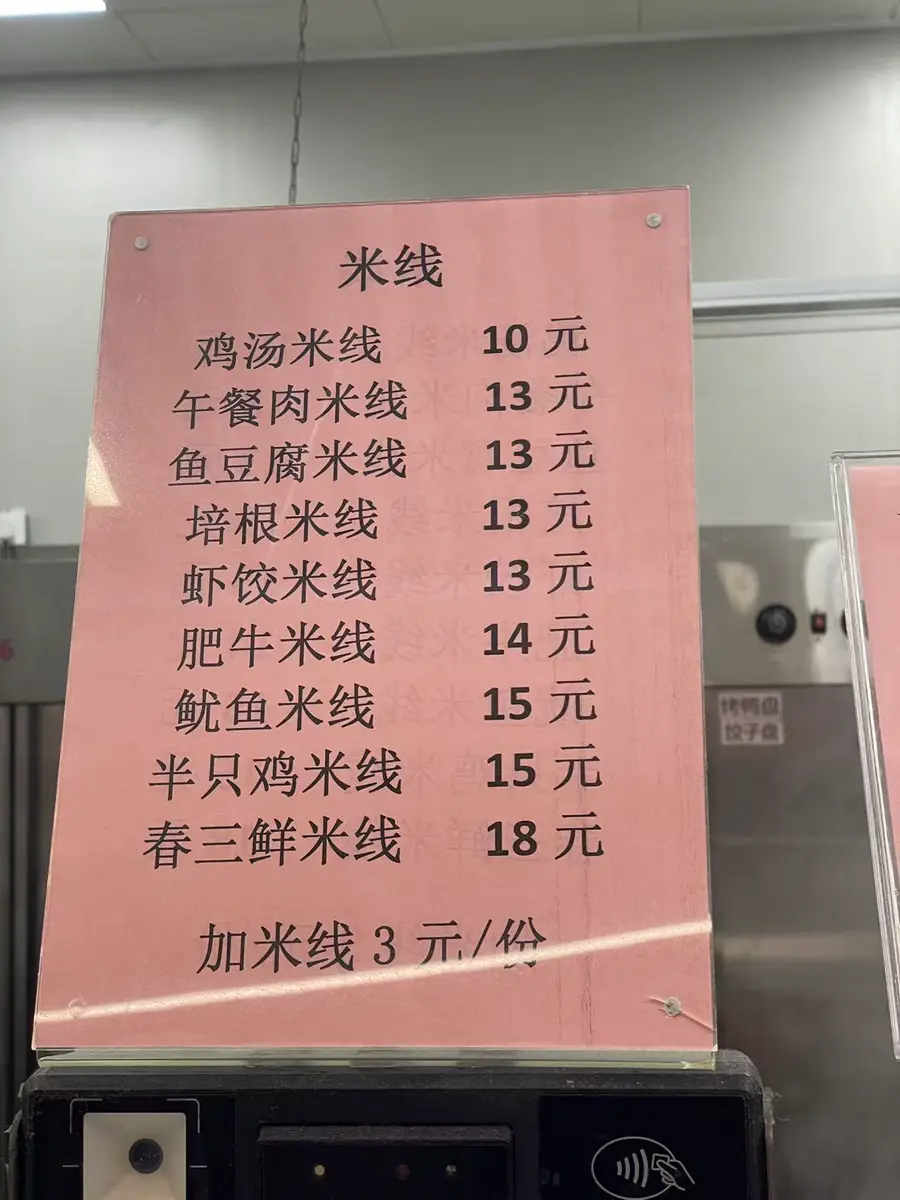 米线
鸡汤米线 10 元
午餐肉米线 13 元
鱼豆腐米线 13 元
培根米线 13 元
虾饺米线 13 元
肥牛米线 14 元
鱿鱼米线 15 元
半只鸡米线 15 元
春三鲜米线 18 元
加米线 3 元/份
烤鸭盘
饺子盘